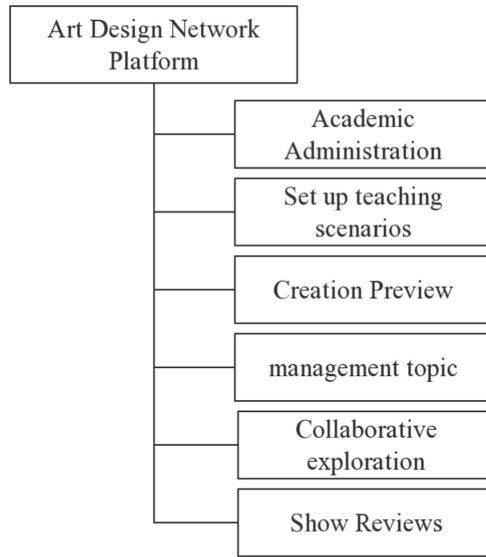 Art Design Network
Platform
Academic
Administration
Set up teaching
scenarios
Creation Preview
management topic
Collaborative
exploration
Show Reviews